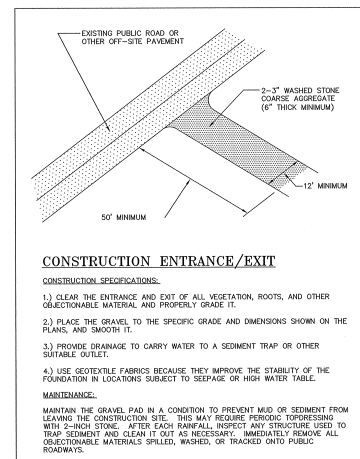 EXISTING PUBLIC ROAD OR
OTHER OFF-SITE PAVEMENT
2-3" WASHED STONE
COARSE AGGREGATE
(6" THICK MINIMUM)
12' MINIMUM
50' MINIMUM
CONSTRUCTION ENTRANCE/EXIT
CONSTRUCTION SPECIFICATIONS:
1.) CLEAR THE ENTRANCE AND EXIT OF ALL VEGETATION, ROOTS, AND OTHER
OBJECTIONABLE MATERIAL AND PROPERLY GRADE IT.
2.) PLACE THE GRAVEL TO THE SPECIFIC GRADE AND DIMENSIONS SHOWN ON THE
PLANS, AND SMOOTH IT.
3.) PROVIDE DRAINAGE TO CARRY WATER TO A SEDIMENT TRAP OR OTHER
SUITABLE OUTLET.
4.) USE GEOTEXTILE FABRICS BECAUSE THEY IMPROVE THE STABILITY OF THE
FOUNDATION IN LOCATIONS SUBJECT TO SEEPAGE OR HIGH WATER TABLE.
MAINTENANCE:
MAINTAIN THE GRAVEL PAD IN A CONDITION TO PREVENT MUD OR SEDIMENT FROM
LEAVING THE CONSTRUCTION SITE. THIS MAY REQUIRE PERIODIC TOPDRESSING
WITH 2-INCH STONE. AFTER EACH RAINFALL, INSPECT ANY STRUCTURE USED TO
TRAP SEDIMENT AND CLEAN IT OUT AS NECESSARY. IMMEDIATELY REMOVE ALL
OBJECTIONABLE MATERIALS SPILLED, WASHED, OR TRACKED ONTO PUBLIC
ROADWAYS.